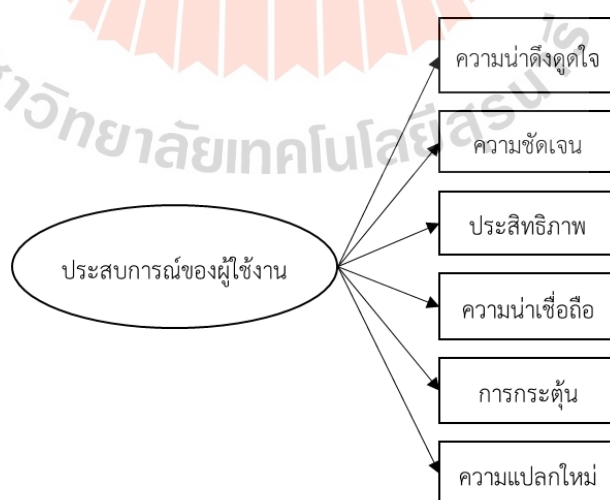 ความน่าดึงดูดใจ
ความชัดเจน
ประสิทธิภาพ
ประสบการณ์ของผู้ใช้งาน
ความน่าเชื่อถือ
การกระตุ้น
ความแปลกใหม่